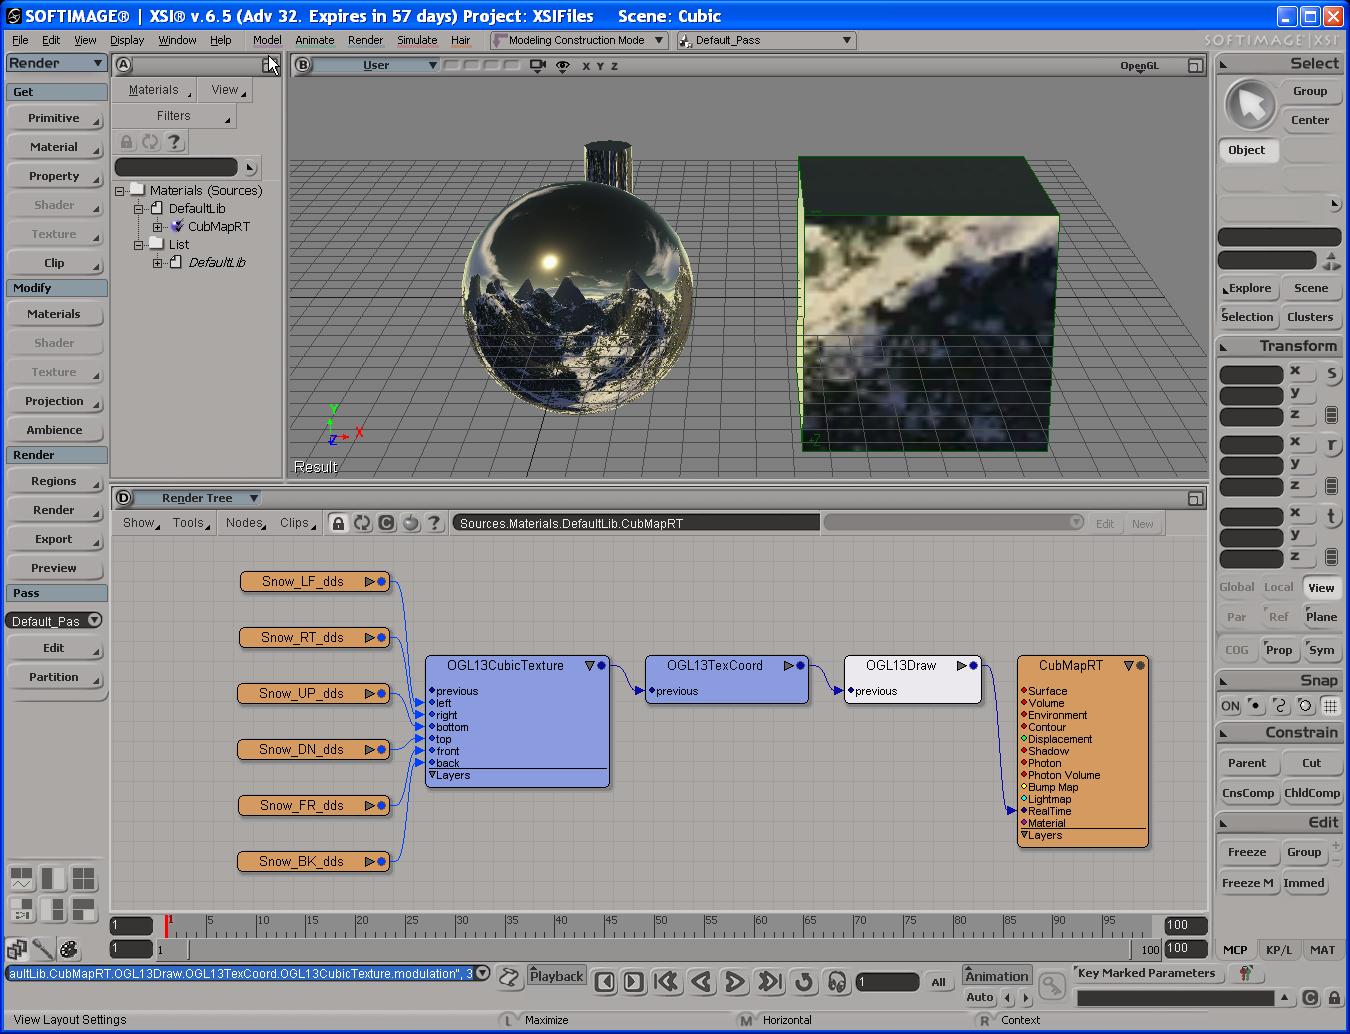 SOFTIMAGE® | XSI® v.6.5 (Adv 32. Expires in 57 days) Project: XSIFiles    Scene: Cubic
File Edit View Display Window Help Model Animate Render Simulate Hair Modeling Construction Mode Default_Pass SOFTIMAGE|XSI
Render
Get
Primitive
Material
Property
Shader
Texture
Clip
Modify
Materials
Shader
Texture
Projection
Ambience
Render
Regions
Render
Export
Preview
Pass
Default_Pas
Edit
Partition
A
Materials View
Filters
?
Materials (Sources)
DefaultLib
CubMapRT
List
DefaultLib
B User X Y Z OpenGL
Y
X
Z
Result
D Render Tree
Show Tools Nodes Clips C ? Sources.Materials.DefaultLib.CubMapRT Edit New
Snow_LF_dds
Snow_RT_dds
Snow_UP_dds
Snow_DN_dds
Snow_FR_dds
Snow_BK_dds
OGL13CubicTexture
previous
left
right
bottom
top
front
back
Layers
OGL13TexCoord
previous
OGL13Draw
previous
CubMapRT
Surface
Volume
Environment
Contour
Displacement
Shadow
Photon
Photon Volume
Bump Map
Lightmap
RealTime
Material
Layers
Select
Group
Center
Object
Explore Scene
Selection Clusters
Transform
x s
y
z
x r
y
z
x t
y
z
Global Local View
Par Ref Plane
COG Prop Sym
Snap
ON
Constrain
Parent Cut
CnsComp ChldComp
Edit
Freeze Group + -
Freeze M Immed
1 1 5 10 15 20 25 30 35 40 45 50 55 60 65 70 75 80 85 90 95 100
1 1 100 100
MCP KP/L MAT
aultLib.CubMapRT.OGL13Draw.OGL13TexCoord.OGL13CubicTexture.modulation", 3
Playback 1 All Animation Key Marked Parameters
Auto C
View Layout Settings L Maximize M Horizontal R Context